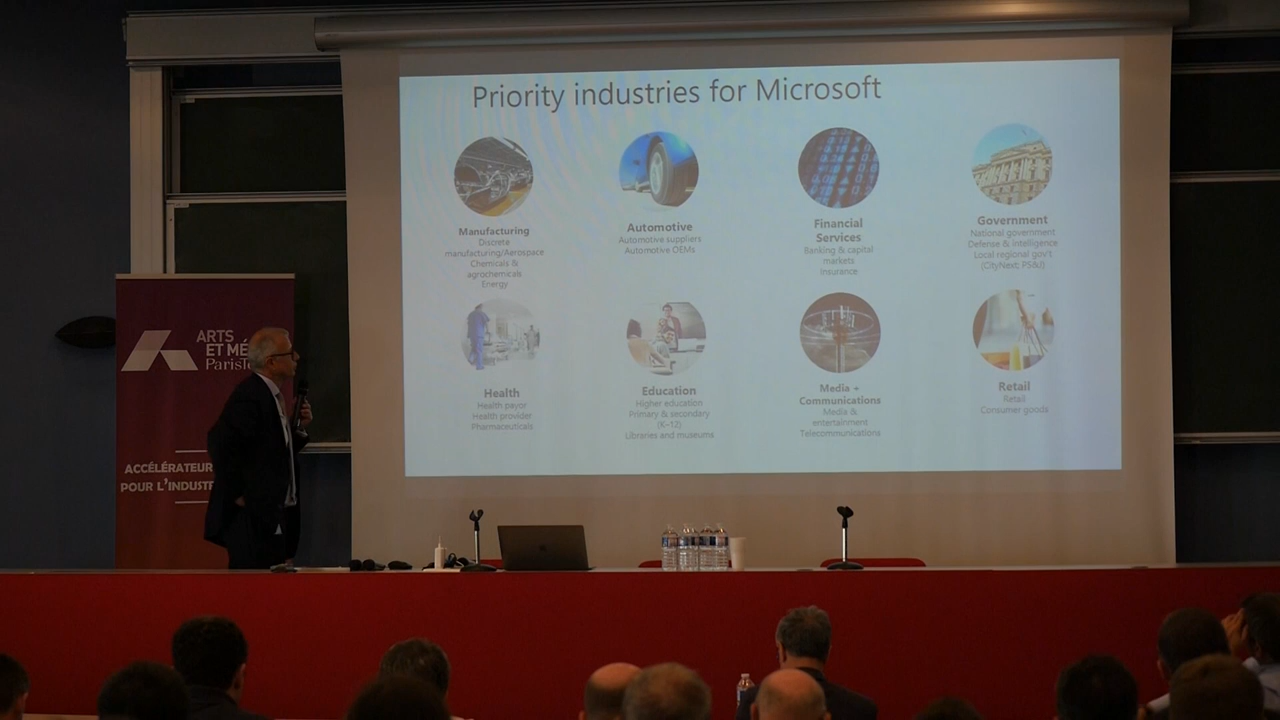 Priority industries for Microsoft
Manufacturing
Discrete
manufacturing/Aerospace
Chemicals &
agrochemicals
Energy
Automotive
Automotive suppliers
Automotive OEMs
Financial
Services
Banking & capital
markets
Insurance
Government
National government
Defense & intelligence
Local regional gov't
(CityNext; PS&J)
Health
Health payor
Health provider
Pharmaceuticals
Education
Higher education
Primary & secondary
(K–12)
Libraries and museums
Media +
Communications
Media &
entertainment
Telecommunications
Retail
Retail
Consumer goods
ARTS
ET MÉ
ParisTe
ACCÉLÉRATEUR
POUR L'INDUST